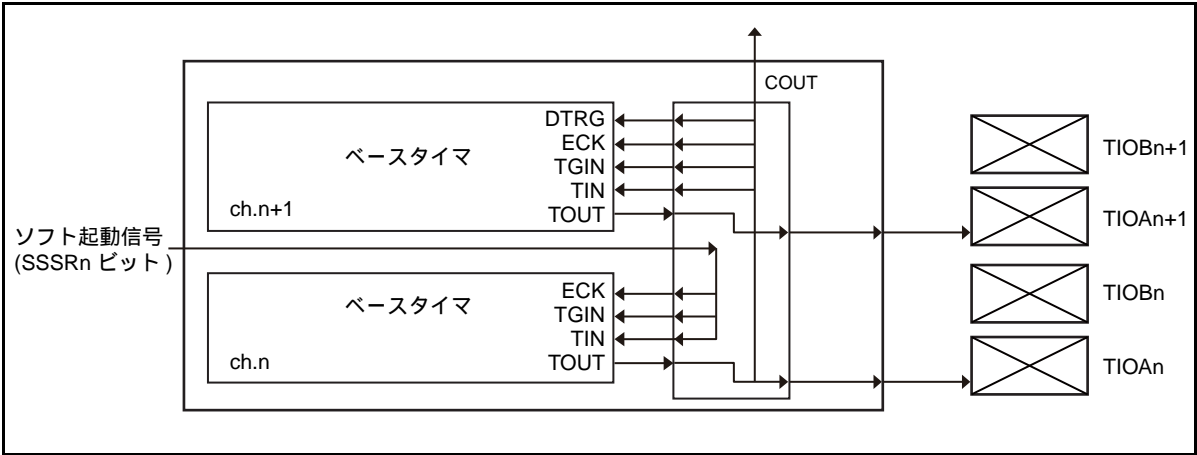 COUT
DTRG
ECK
TGIN
TIN
TOUT
ベースタイマ
ch.n+1
TIOBn+1
TIOAn+1
ソフト起動信号
(SSSRn ビット )
ECK
TGIN
TIN
TOUT
ベースタイマ
ch.n
TIOBn
TIOAn